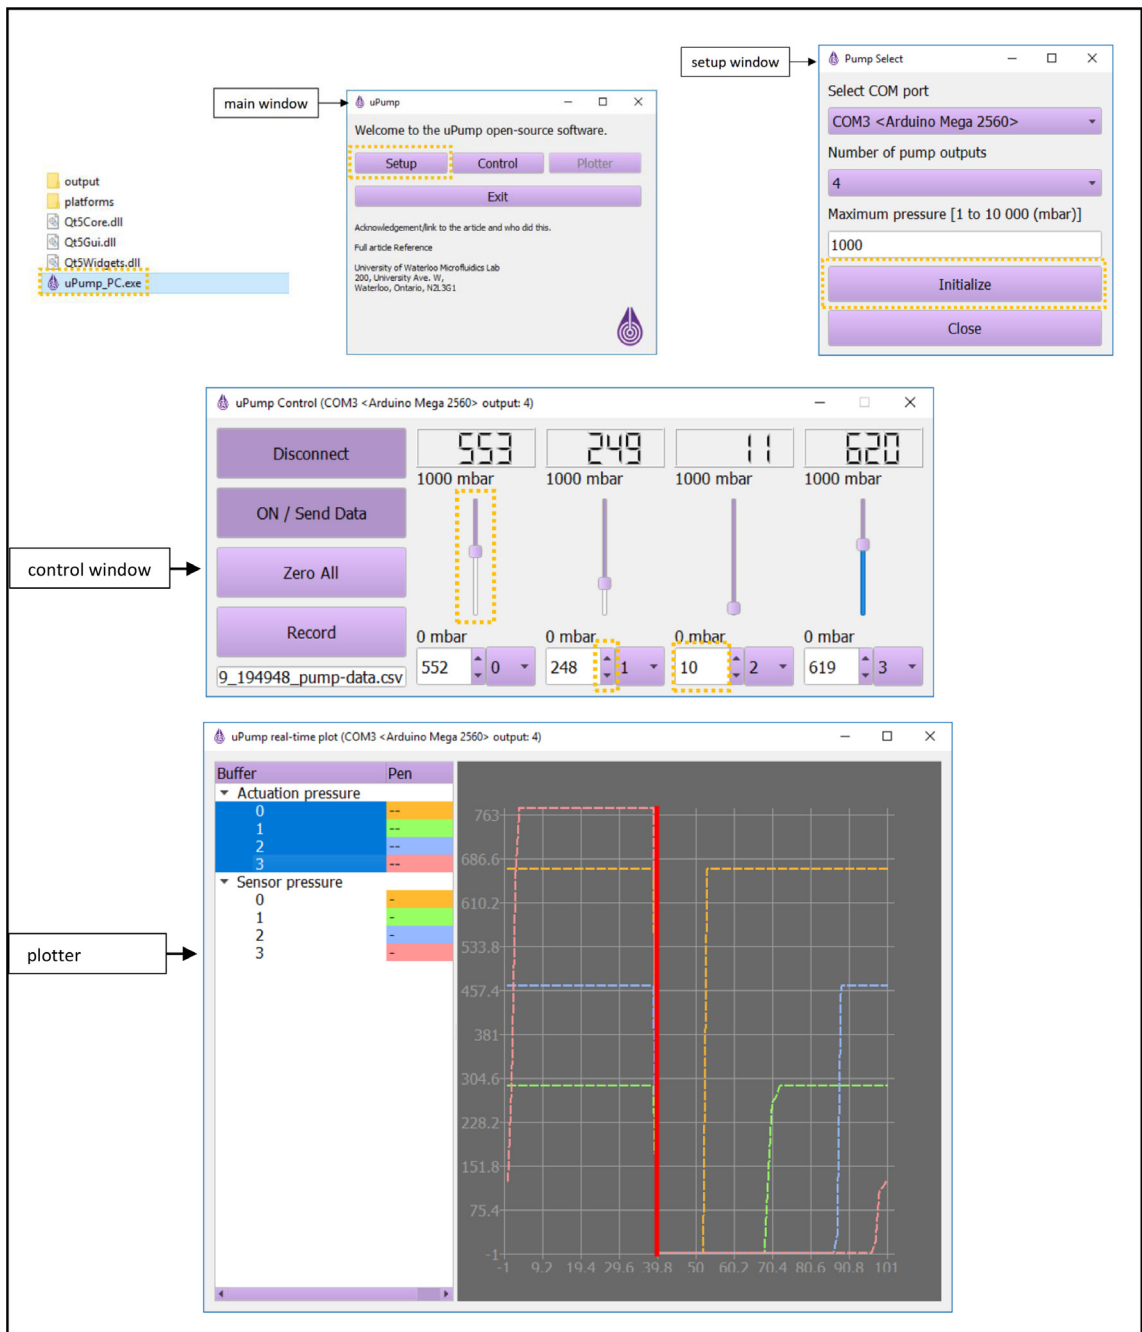 setup window
Pump Select
Select COM port
COM3 <Arduino Mega 2560>
Number of pump outputs
4
Maximum pressure [1 to 10 000 (mbar)]
1000
Initialize
Close
main window
uPump
Welcome to the uPump open-source software.
Setup Control Plotter
Exit
Acknowledgement/link to the article and who did this.
Full article Reference
University of Waterloo Microfluidics Lab
200, University Ave. W,
Waterloo, Ontario, N2L3G1
output
platforms
Qt5Core.dll
Qt5Gui.dll
Qt5Widgets.dll
uPump_PC.exe
control window
uPump Control (COM3 <Arduino Mega 2560> output: 4)
Disconnect
ON / Send Data
Zero All
Record
9_194948_pump-data.csv
553 249 11 620
1000 mbar 1000 mbar 1000 mbar 1000 mbar
0 mbar 0 mbar 0 mbar 0 mbar
552 0 248 1 10 2 619 3
plotter
uPump real-time plot (COM3 <Arduino Mega 2560> output: 4)
Buffer Pen
Actuation pressure
0 --
1 --
2 --
3 --
Sensor pressure
0 -
1 -
2 -
3 -
763
686.6
610.2
533.8
457.4
381
304.6
228.2
151.8
75.4
-1
-1 9.2 19.4 29.6 39.8 50 60.2 70.4 80.6 90.8 101